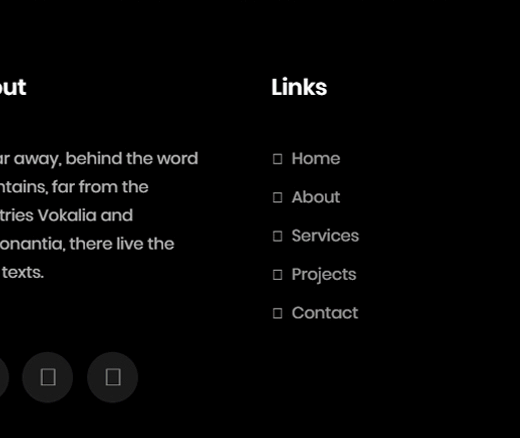 out
Links
ar away, behind the word
ntains, far from the
tries Vokalia and
onantia, there live the
texts.
Home
About
Services
Projects
Contact